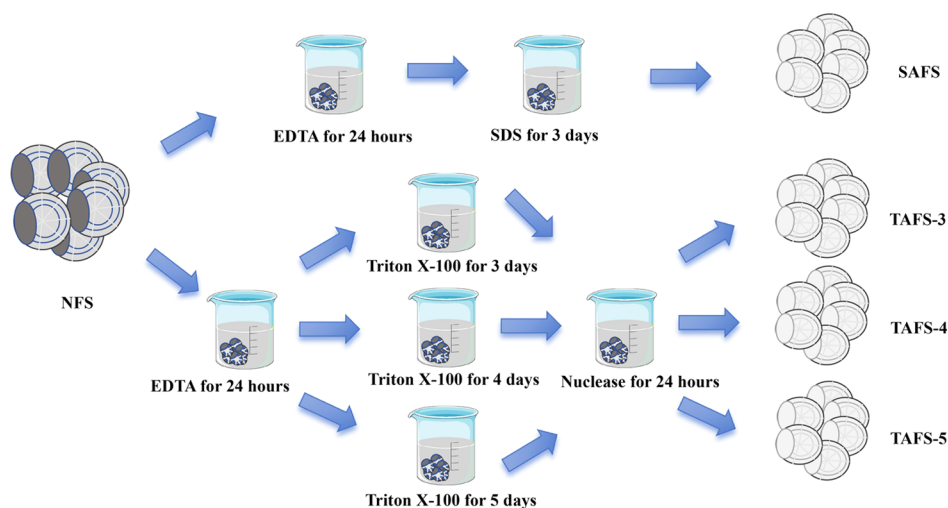 SAFS
EDTA for 24 hours
SDS for 3 days
TAFS-3
Triton X-100 for 3 days
NFS
TAFS-4
EDTA for 24 hours
Triton X-100 for 4 days
Nuclease for 24 hours
TAFS-5
Triton X-100 for 5 days